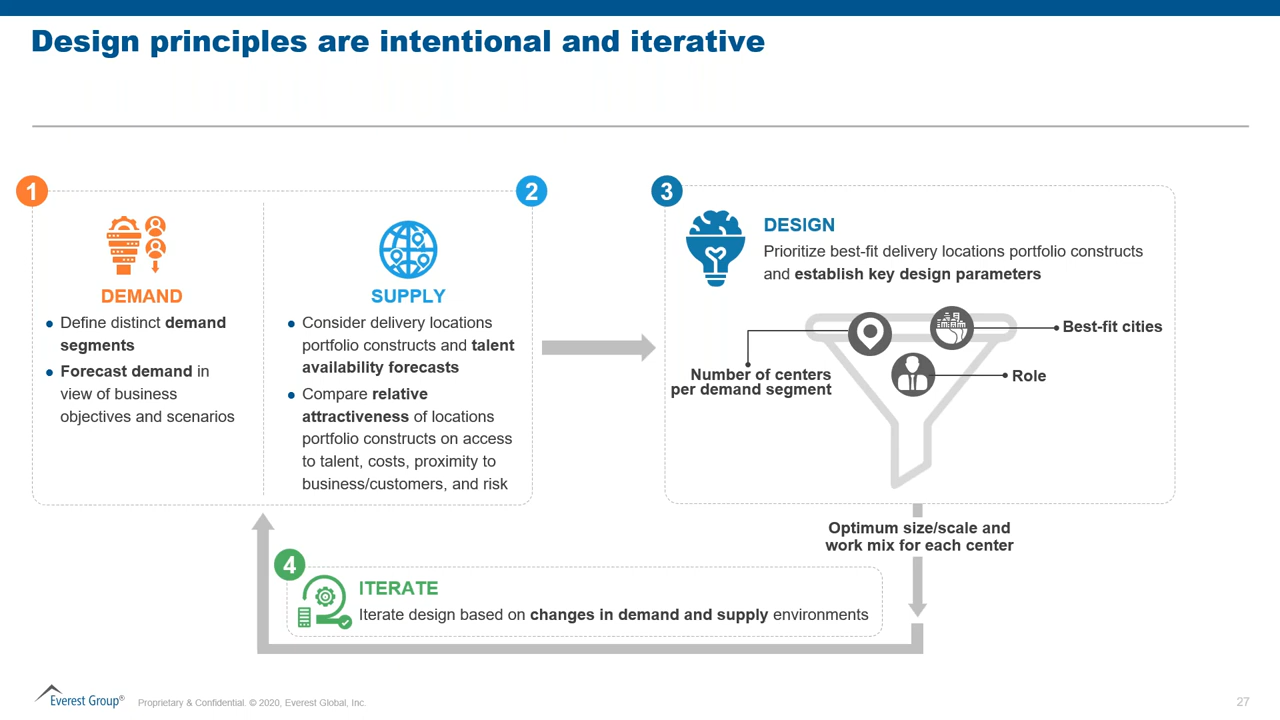 Design principles are intentional and iterative
1
DEMAND
● Define distinct demand
segments
● Forecast demand in
view of business
objectives and scenarios
2
SUPPLY
● Consider delivery locations
portfolio constructs and talent
availability forecasts
● Compare relative
attractiveness of locations
portfolio constructs on access
to talent, costs, proximity to
business/customers, and risk
3
DESIGN
Prioritize best-fit delivery locations portfolio constructs
and establish key design parameters
Best-fit cities
Number of centers
per demand segment
Role
Optimum size/scale and
work mix for each center
4
ITERATE
Iterate design based on changes in demand and supply environments
Everest Group®
Proprietary & Confidential. © 2020, Everest Global, Inc.
27